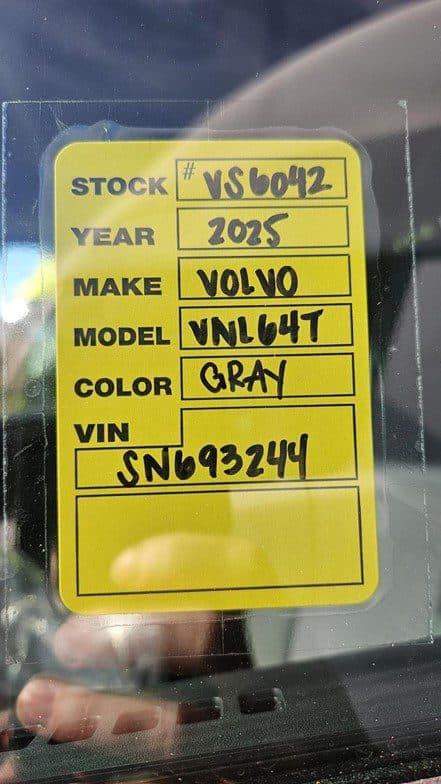 STOCK # VS6042
YEAR 2025
MAKE VOLVO
MODEL VNL64T
COLOR GRAY
VIN
SN693244